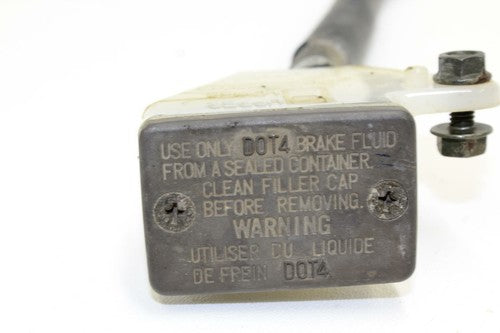 USE ONLY DOT4 BRAKE FLUID
FROM A SEALED CONTAINER.
CLEAN FILLER CAP
BEFORE REMOVING.
WARNING
UTILISER DU LIQUIDE
DE FREIN DOT4